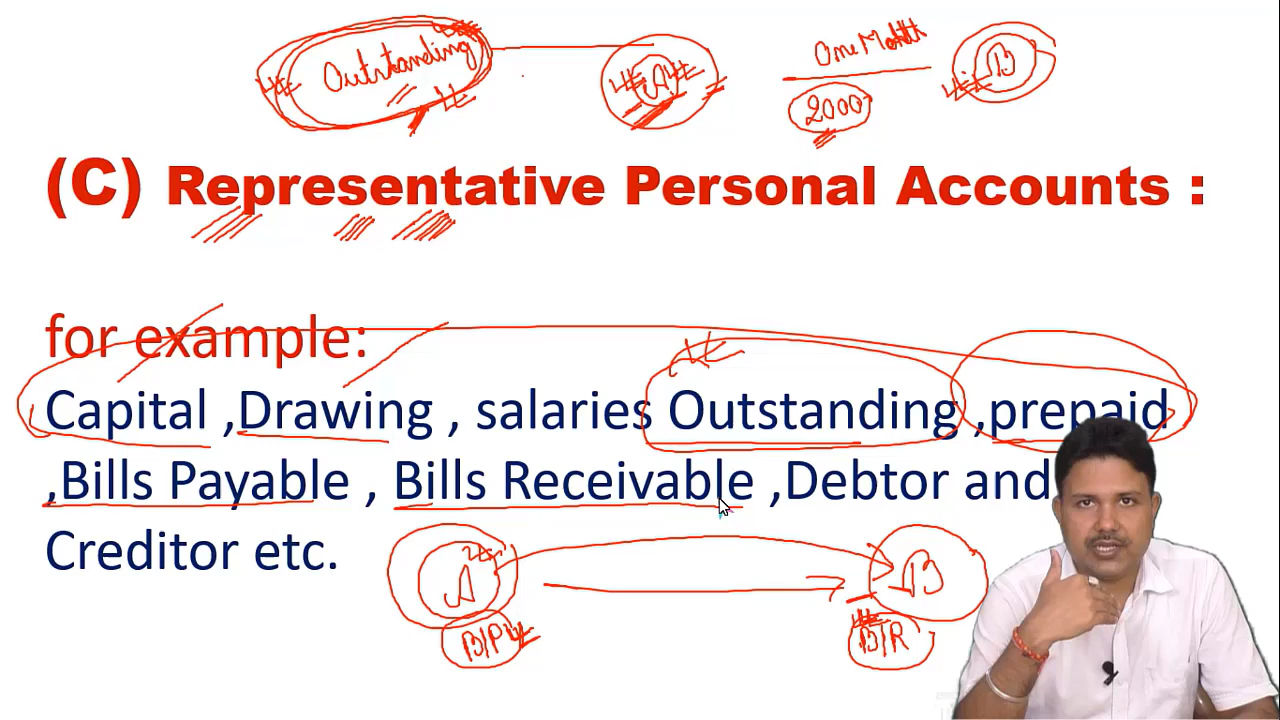 Outstanding A One Month B
2000
(C) Representative Personal Accounts :
for example:
Capital ,Drawing , salaries Outstanding ,prepaid
,Bills Payable , Bills Receivable ,Debtor and
Creditor etc.
A B
B/P B/R